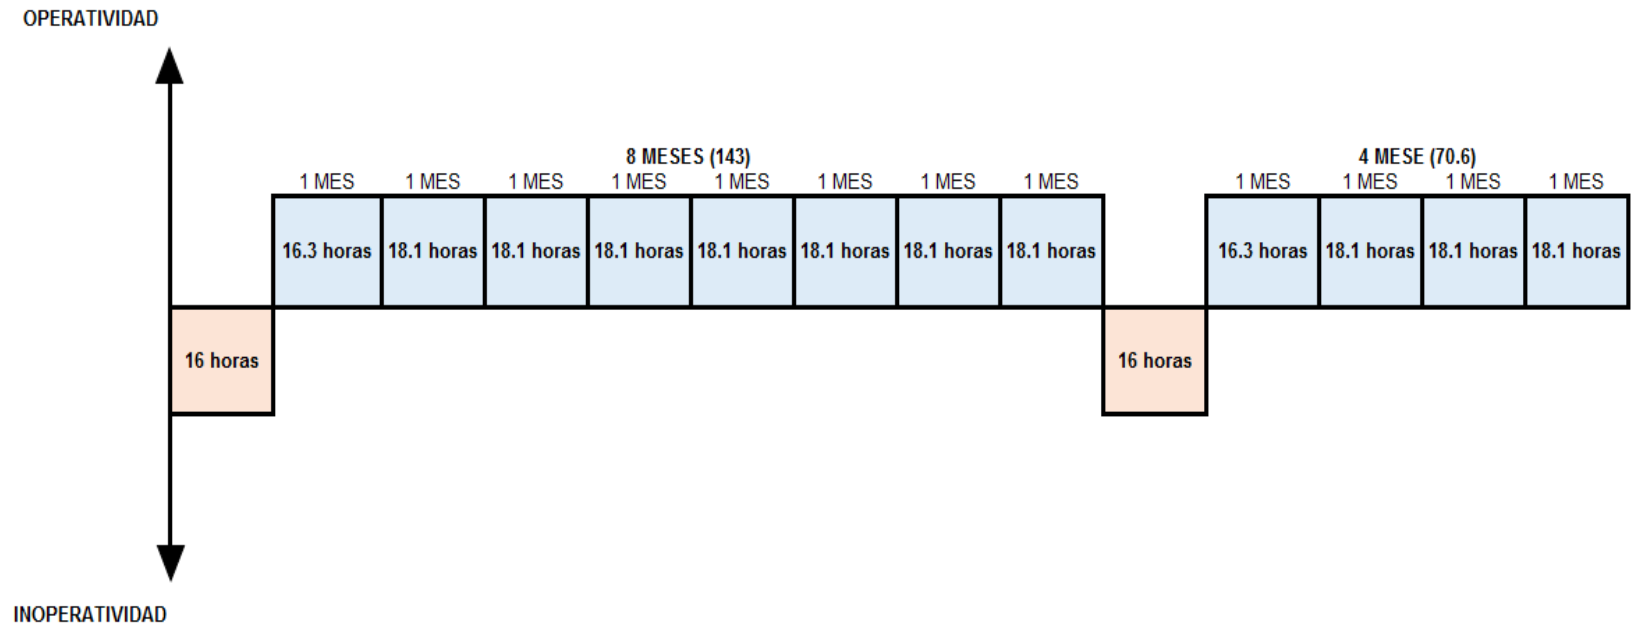 OPERATIVIDAD
8 MESES (143)
4 MESE (70.6)
1 MES 1 MES 1 MES 1 MES 1 MES 1 MES 1 MES 1 MES 1 MES 1 MES 1 MES 1 MES
16.3 horas 18.1 horas 18.1 horas 18.1 horas 18.1 horas 18.1 horas 18.1 horas 18.1 horas 16.3 horas 18.1 horas 18.1 horas 18.1 horas
16 horas 16 horas
INOPERATIVIDAD